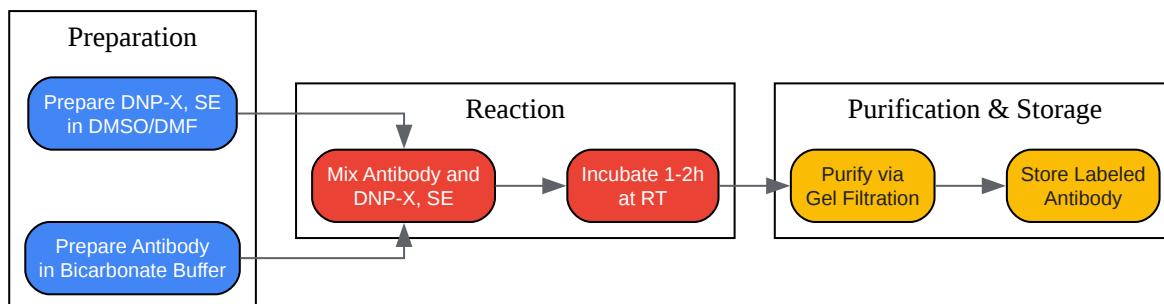 Preparation
Prepare DNP-X, SE
in DMSO/DMF
Prepare Antibody
in Bicarbonate Buffer
Reaction
Mix Antibody and
DNP-X, SE
Incubate 1-2h
at RT
Purification & Storage
Purify via
Gel Filtration
Store Labeled
Antibody